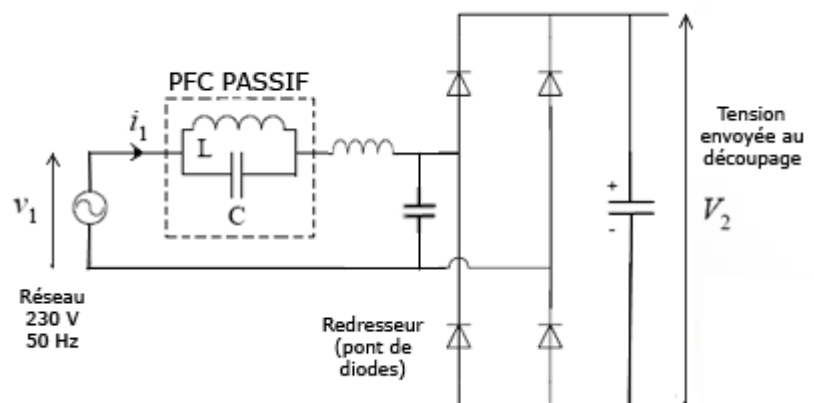 PFC PASSIF
i1
L
C
v1
Réseau
230 V
50 Hz
Redresseur
(pont de
diodes)
+
-
Tension
envoyée au
découpage
V2